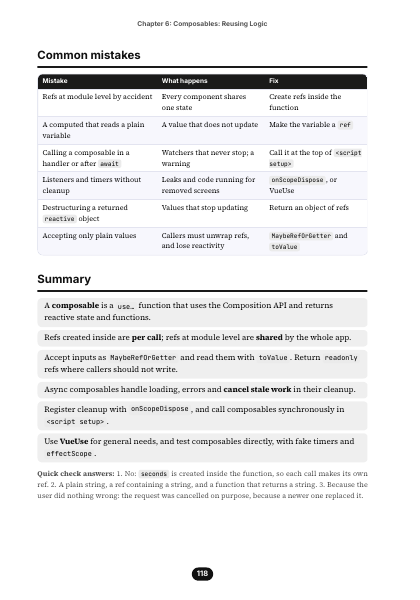 Chapter 6: Composables: Reusing Logic
Common mistakes
Mistake What happens Fix
Refs at module level by accident Every component shares one state Create refs inside the function
A computed that reads a plain variable A value that does not update Make the variable a ref
Calling a composable in a handler or after await Watchers that never stop; a warning Call it at the top of <script setup>
Listeners and timers without cleanup Leaks and code running for removed screens onScopeDispose, or VueUse
Destructuring a returned reactive object Values that stop updating Return an object of refs
Accepting only plain values Callers must unwrap refs, and lose reactivity MaybeRefOrGetter and toValue
Summary
A composable is a use… function that uses the Composition API and returns
reactive state and functions.
Refs created inside are per call; refs at module level are shared by the whole app.
Accept inputs as MaybeRefOrGetter and read them with toValue. Return readonly
refs where callers should not write.
Async composables handle loading, errors and cancel stale work in their cleanup.
Register cleanup with onScopeDispose, and call composables synchronously in
<script setup>.
Use VueUse for general needs, and test composables directly, with fake timers and
effectScope.
Quick check answers: 1. No: seconds is created inside the function, so each call makes its own
ref. 2. A plain string, a ref containing a string, and a function that returns a string. 3. Because the
user did nothing wrong: the request was cancelled on purpose, because a newer one replaced it.
118